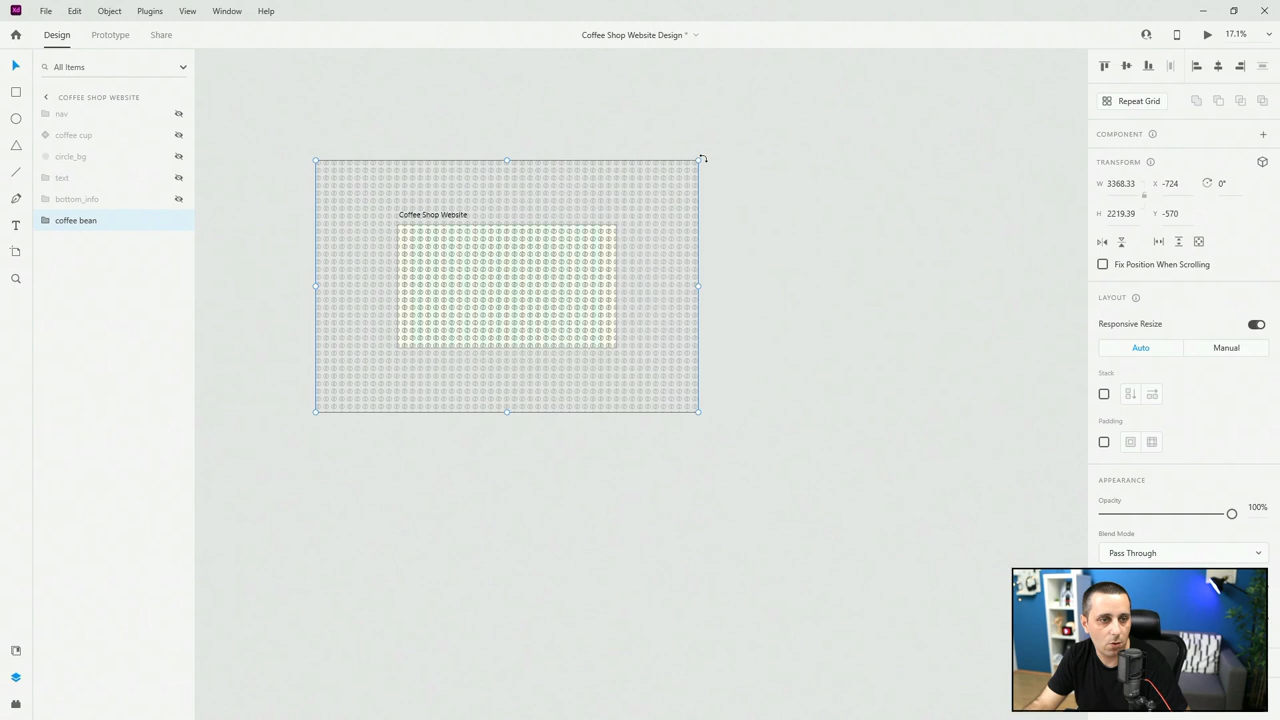 Xd File Edit Object Plugins View Window Help
Design Prototype Share Coffee Shop Website Design * 17.1%
All Items
COFFEE SHOP WEBSITE
nav
coffee cup
circle_bg
text
bottom_info
coffee bean
Coffee Shop Website
Repeat Grid
COMPONENT
TRANSFORM
W 3368.33 X -724 0°
H 2219.39 Y -570
Fix Position When Scrolling
LAYOUT
Responsive Resize
Auto Manual
Stack
Padding
APPEARANCE
Opacity
100%
Blend Mode
Pass Through